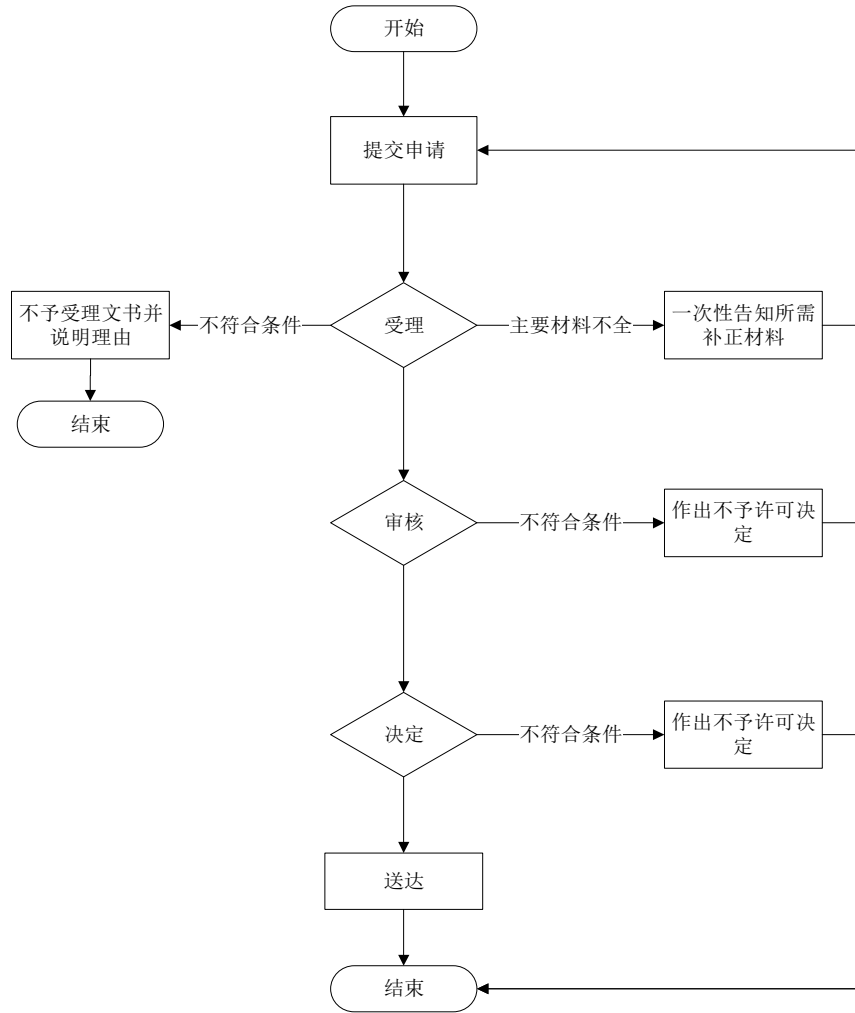 开始
提交申请
不予受理文书并
说明理由
不符合条件
受理
主要材料不全
一次性告知所需
补正材料
结束
审核
不符合条件
作出不予许可决
定
决定
不符合条件
作出不予许可决
定
送达
结束